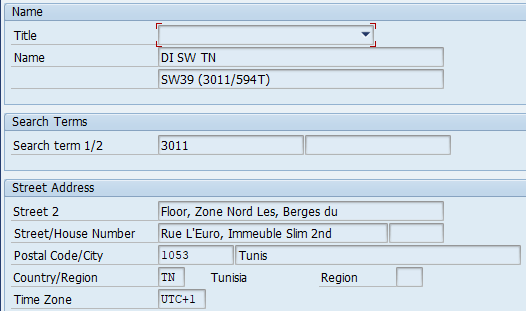 Name
Title
Name DI SW TN
SW39 (3011/594T)
Search Terms
Search term 1/2 3011
Street Address
Street 2 Floor, Zone Nord Les, Berges du
Street/House Number Rue L'Euro, Immeuble Slim 2nd
Postal Code/City 1053 Tunis
Country/Region TN Tunisia Region
Time Zone UTC+1